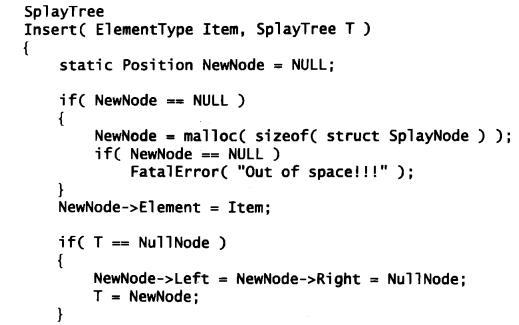 SplayTree
Insert( ElementType Item, SplayTree T )
{
static Position NewNode = NULL;
if( NewNode == NULL )
{
NewNode = malloc( sizeof( struct SplayNode ) );
if( NewNode == NULL )
FatalError( "Out of space!!!" );
}
NewNode->Element = Item;
if( T == NullNode )
{
NewNode->Left = NewNode->Right = NullNode;
T = NewNode;
}